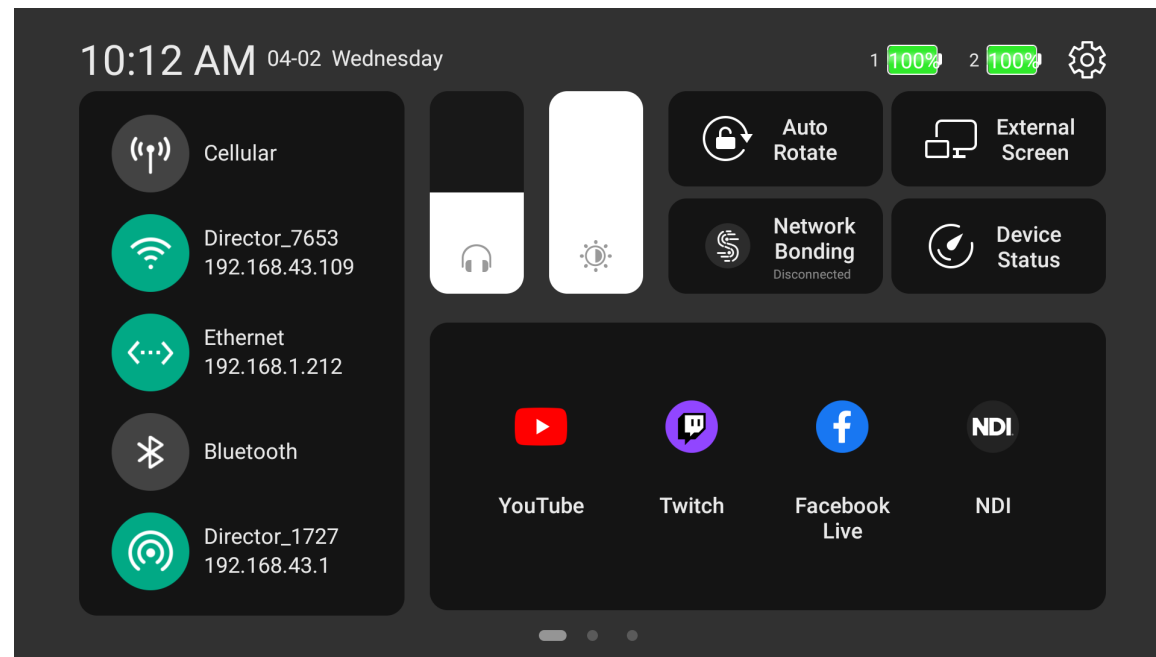 10:12 AM 04-02 Wednesday
1 100% 2 100%
Cellular
Director_7653
192.168.43.109
Ethernet
192.168.1.212
Bluetooth
Director_1727
192.168.43.1
Auto
Rotate
External
Screen
Network
Bonding
Disconnected
Device
Status
NDI
YouTube
Twitch
Facebook
Live
NDI